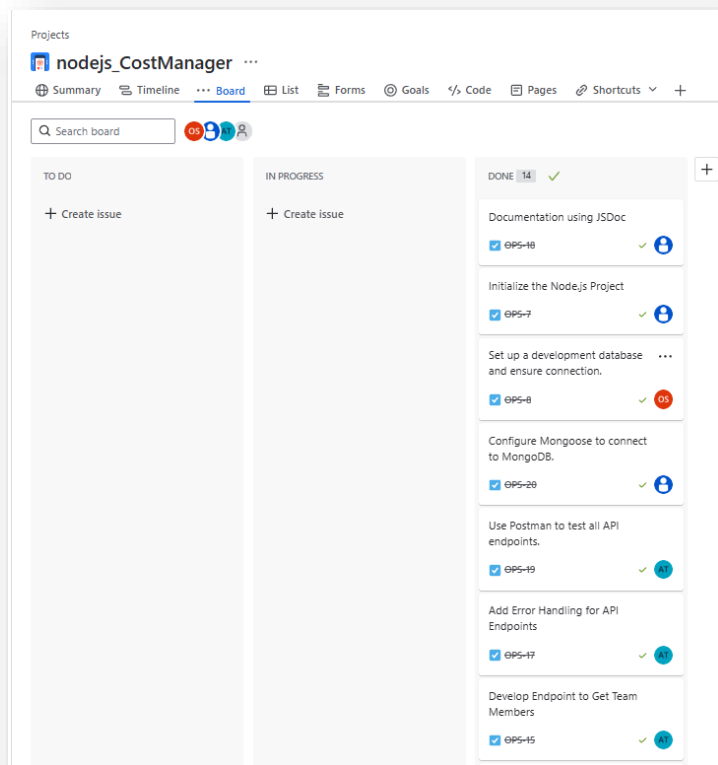 Projects
nodejs_CostManager
Summary Timeline Board List Forms Goals Code Pages Shortcuts
Search board
OS AT
TO DO
Create issue
IN PROGRESS
Create issue
DONE 14
Documentation using JSDoc
OPS-18
Initialize the Node.js Project
OPS-7
Set up a development database
and ensure connection.
OPS-8
OS
Configure Mongoose to connect
to MongoDB.
OPS-20
Use Postman to test all API
endpoints.
OPS-19
AT
Add Error Handling for API
Endpoints
OPS-17
AT
Develop Endpoint to Get Team
Members
OPS-15
AT